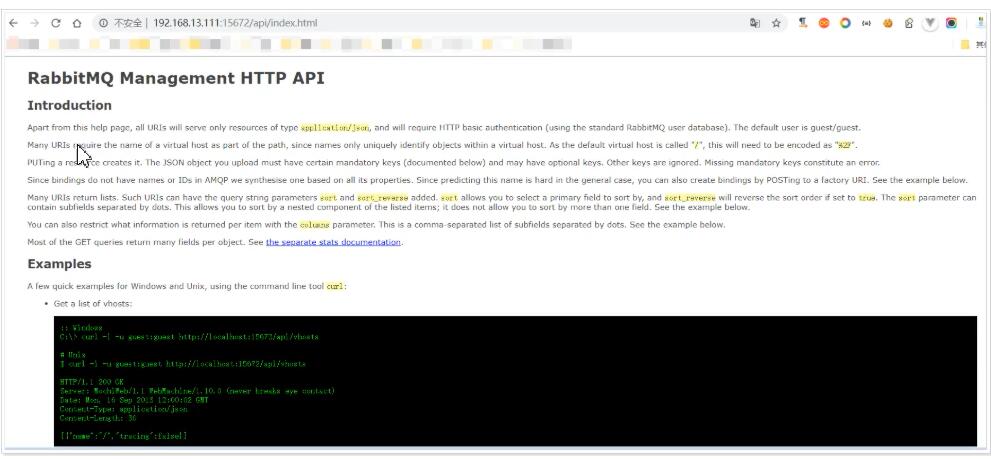 不安全 | 192.168.13.111:15672/api/index.html
RabbitMQ Management HTTP API
Introduction
Apart from this help page, all URIs will serve only resources of type application/json, and will require HTTP basic authentication (using the standard RabbitMQ user database). The default user is guest/guest.
Many URIs require the name of a virtual host as part of the path, since names only uniquely identify objects within a virtual host. As the default virtual host is called "/", this will need to be encoded as "%2F".
PUTing a resource creates it. The JSON object you upload must have certain mandatory keys (documented below) and may have optional keys. Other keys are ignored. Missing mandatory keys constitute an error.
Since bindings do not have names or IDs in AMQP we synthesise one based on all its properties. Since predicting this name is hard in the general case, you can also create bindings by POSTing to a factory URI. See the example below.
Many URIs return lists. Such URIs can have the query string parameters sort and sort_reverse added. sort allows you to select a primary field to sort by, and sort_reverse will reverse the sort order if set to true. The sort parameter can
contain subfields separated by dots. This allows you to sort by a nested component of the listed items; it does not allow you to sort by more than one field. See the example below.
You can also restrict what information is returned per item with the columns parameter. This is a comma-separated list of subfields separated by dots. See the example below.
Most of the GET queries return many fields per object. See the separate stats documentation.
Examples
A few quick examples for Windows and Unix, using the command line tool curl:
• Get a list of vhosts:
:: Windows
C:\> curl -i -u guest:guest http://localhost:15672/api/vhosts
# Unix
$ curl -i -u guest:guest http://localhost:15672/api/vhosts
HTTP/1.1 200 OK
Server: MochiWeb/1.1 WebMachine/1.10.0 (never breaks eye contact)
Date: Mon, 16 Sep 2013 12:00:02 GMT
Content-Type: application/json
Content-Length: 30
[{"name":"/","tracing":false}]